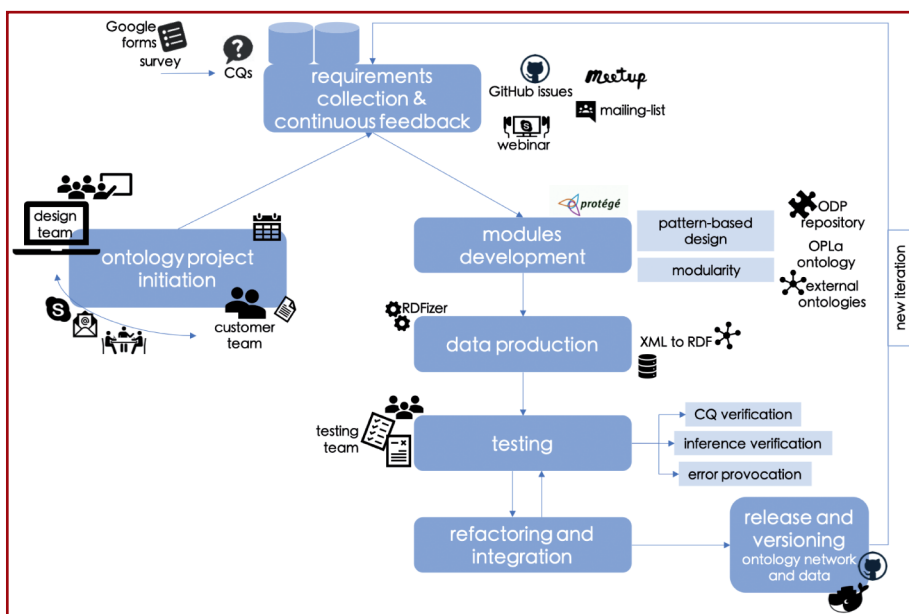 Google
forms
survey
CQs
requirements
collection &
continuous feedback
GitHub issues
meetup
mailing-list
webinar
design
team
ontology project
initiation
customer
team
protégé
modules
development
pattern-based
design
modularity
ODP
repository
OPLa
ontology
external
ontologies
new iteration
RDFizer
data production
XML to RDF
testing
team
testing
CQ verification
inference verification
error provocation
refactoring and
integration
release and
versioning
ontology network
and data